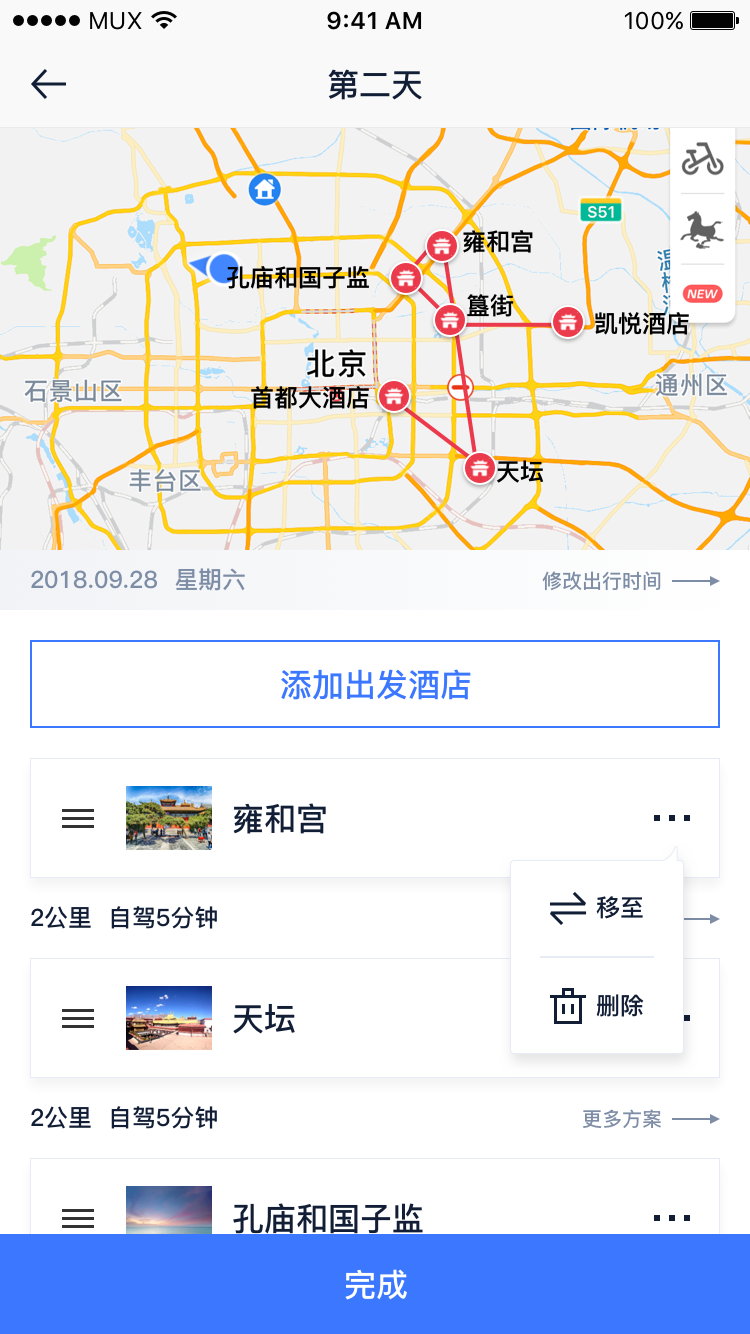 MUX 9:41 AM 100%
第二天
S51
雍和宫
孔庙和国子监
NEW
簋街
凯悦酒店
北京
石景山区
首都大酒店
通州区
天坛
丰台区
2018.09.28 星期六 修改出行时间
添加出发酒店
雍和宫
移至
2公里 自驾5分钟
删除
天坛
2公里 自驾5分钟 更多方案
孔庙和国子监
完成